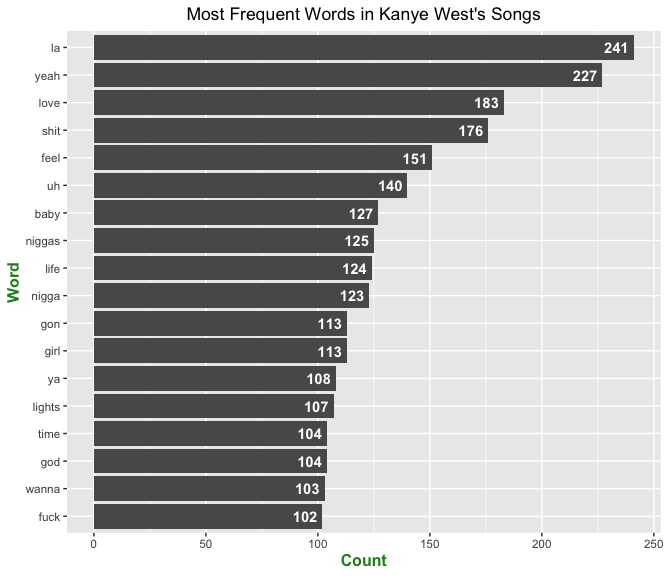 Most Frequent Words in Kanye West's Songs
la 241
yeah 227
love 183
shit 176
feel 151
uh 140
baby 127
niggas 125
life 124
nigga 123
gon 113
girl 113
ya 108
lights 107
time 104
god 104
wanna 103
fuck 102
Word
0 50 100 150 200 250
Count